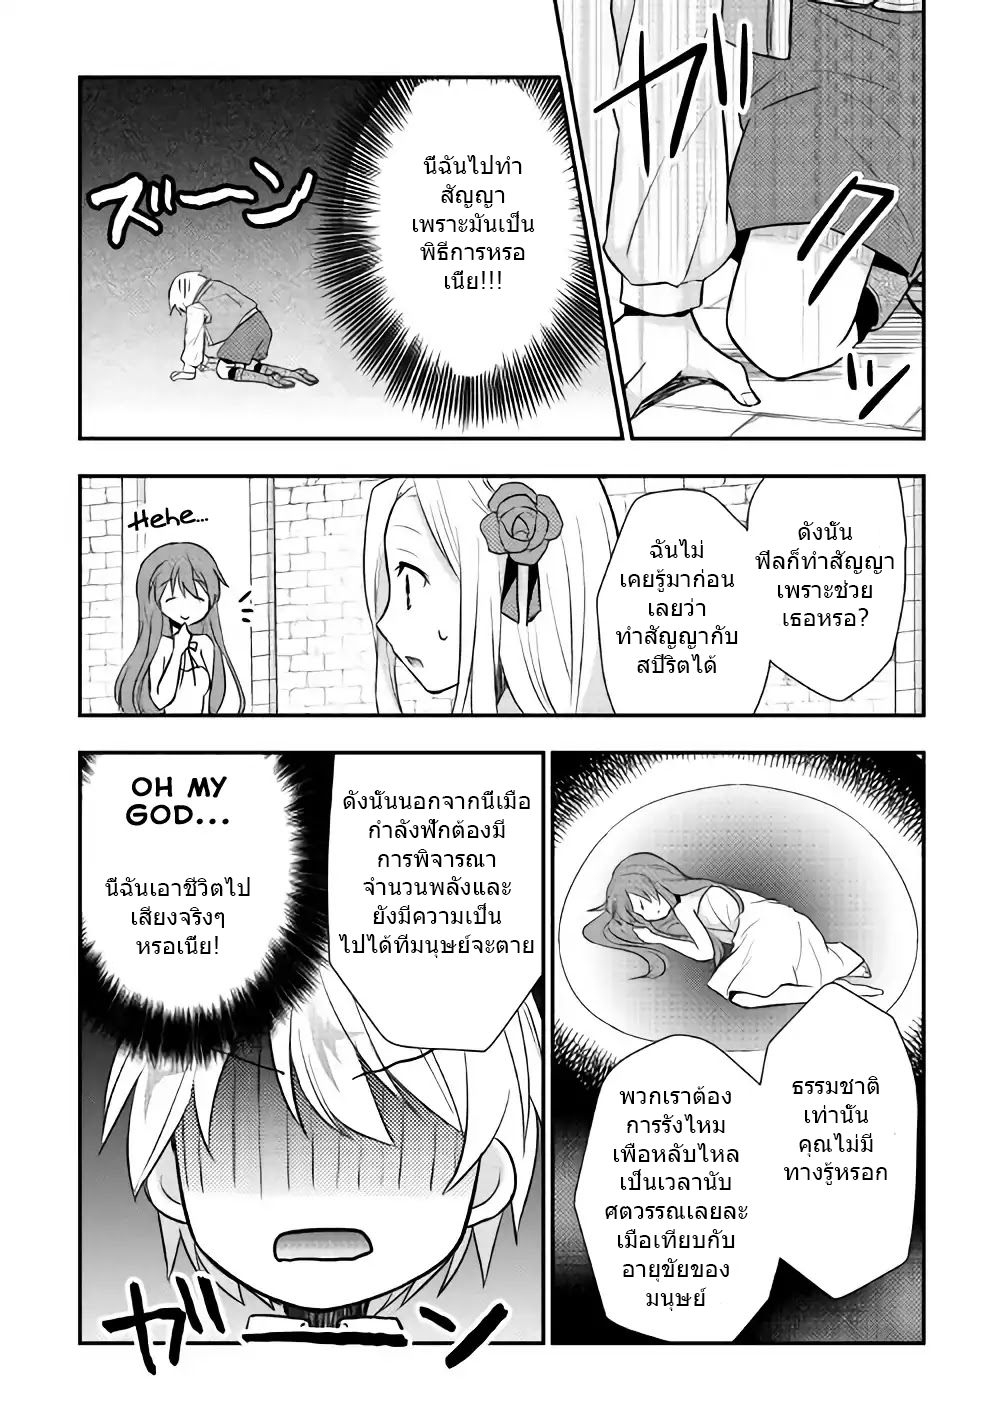 นี่ฉันไปทำ
สัญญา
เพราะมันเป็น
พิธีการหรอ
เนี่ย!!!
ズーン
ดังนั้น
ฟีลก็ทำสัญญา
เพราะช่วย
เธอหรอ?
ฉันไม่
เคยรู้มาก่อน
เลยว่า
ทำสัญญากับ
สปิริตได้
Hehe...
ธรรมชาติ
เท่านั้น
คุณไม่มี
ทางรู้หรอก
พวกเราต้อง
การรังไหม
เพื่อหลับไหล
เป็นเวลานับ
ศตวรรณเลยละ
เมื่อเทียบกับ
อายุขัยของ
มนุษย์
ดังนั้นนอกจากนี้เมื่อ
กำลังฟักต้องมี
การพิจารณา
จำนวนพลังและ
ยังมีความเป็น
ไปได้ที่มนุษย์จะตาย
OH MY
GOD...
นี่ฉันเอาชีวิตไป
เสี่ยงจริงๆ
หรอเนี่ย!
ガーン